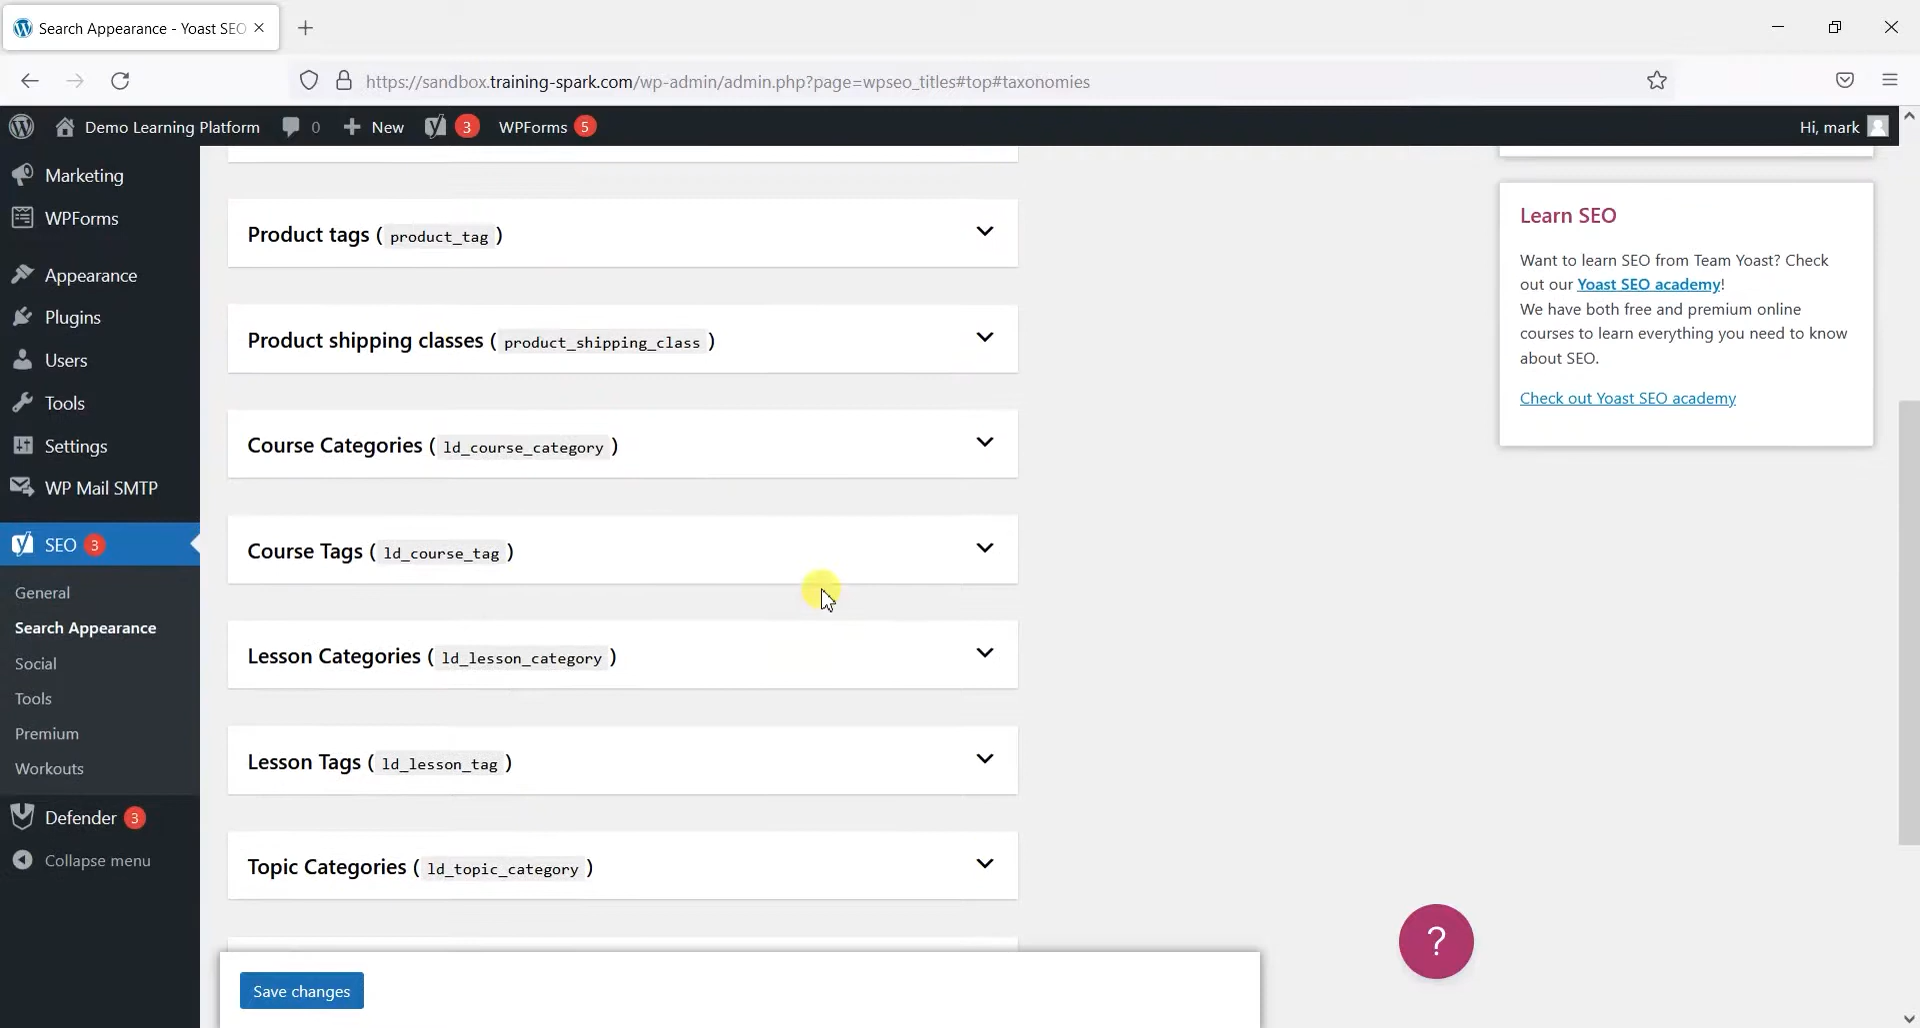 Search Appearance - Yoast SEO
https://sandbox.training-spark.com/wp-admin/admin.php?page=wpseo_titles#top#taxonomies
Demo Learning Platform 0 New 3 WPForms 5 Hi, mark
Marketing
WPForms
Appearance
Plugins
Users
Tools
Settings
WP Mail SMTP
SEO 3
General
Search Appearance
Social
Tools
Premium
Workouts
Defender 3
Collapse menu
Product tags ( product_tag )
Product shipping classes ( product_shipping_class )
Course Categories ( ld_course_category )
Course Tags ( ld_course_tag )
Lesson Categories ( ld_lesson_category )
Lesson Tags ( ld_lesson_tag )
Topic Categories ( ld_topic_category )
Save changes
Learn SEO
Want to learn SEO from Team Yoast? Check
out our Yoast SEO academy!
We have both free and premium online
courses to learn everything you need to know
about SEO.
Check out Yoast SEO academy
?